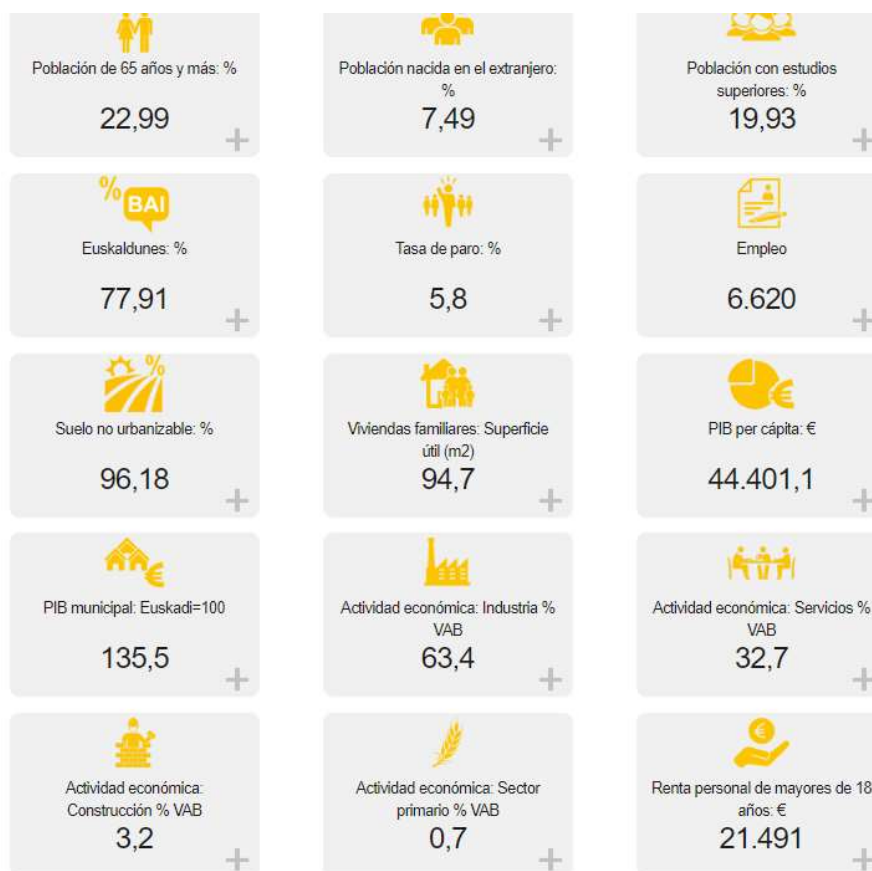 Población de 65 años y más: %
22,99
Población nacida en el extranjero:
%
7,49
Población con estudios
superiores: %
19,93
% BAI
Euskaldunes: %
77,91
Tasa de paro: %
5,8
Empleo
6.620
%
Suelo no urbanizable: %
96,18
Viviendas familiares: Superficie
útil (m2)
94,7
€
PIB per cápita: €
44.401,1
€
PIB municipal: Euskadi=100
135,5
Actividad económica: Industria %
VAB
63,4
Actividad económica: Servicios %
VAB
32,7
Actividad económica:
Construcción % VAB
3,2
Actividad económica: Sector
primario % VAB
0,7
€
Renta personal de mayores de 18
años: €
21.491